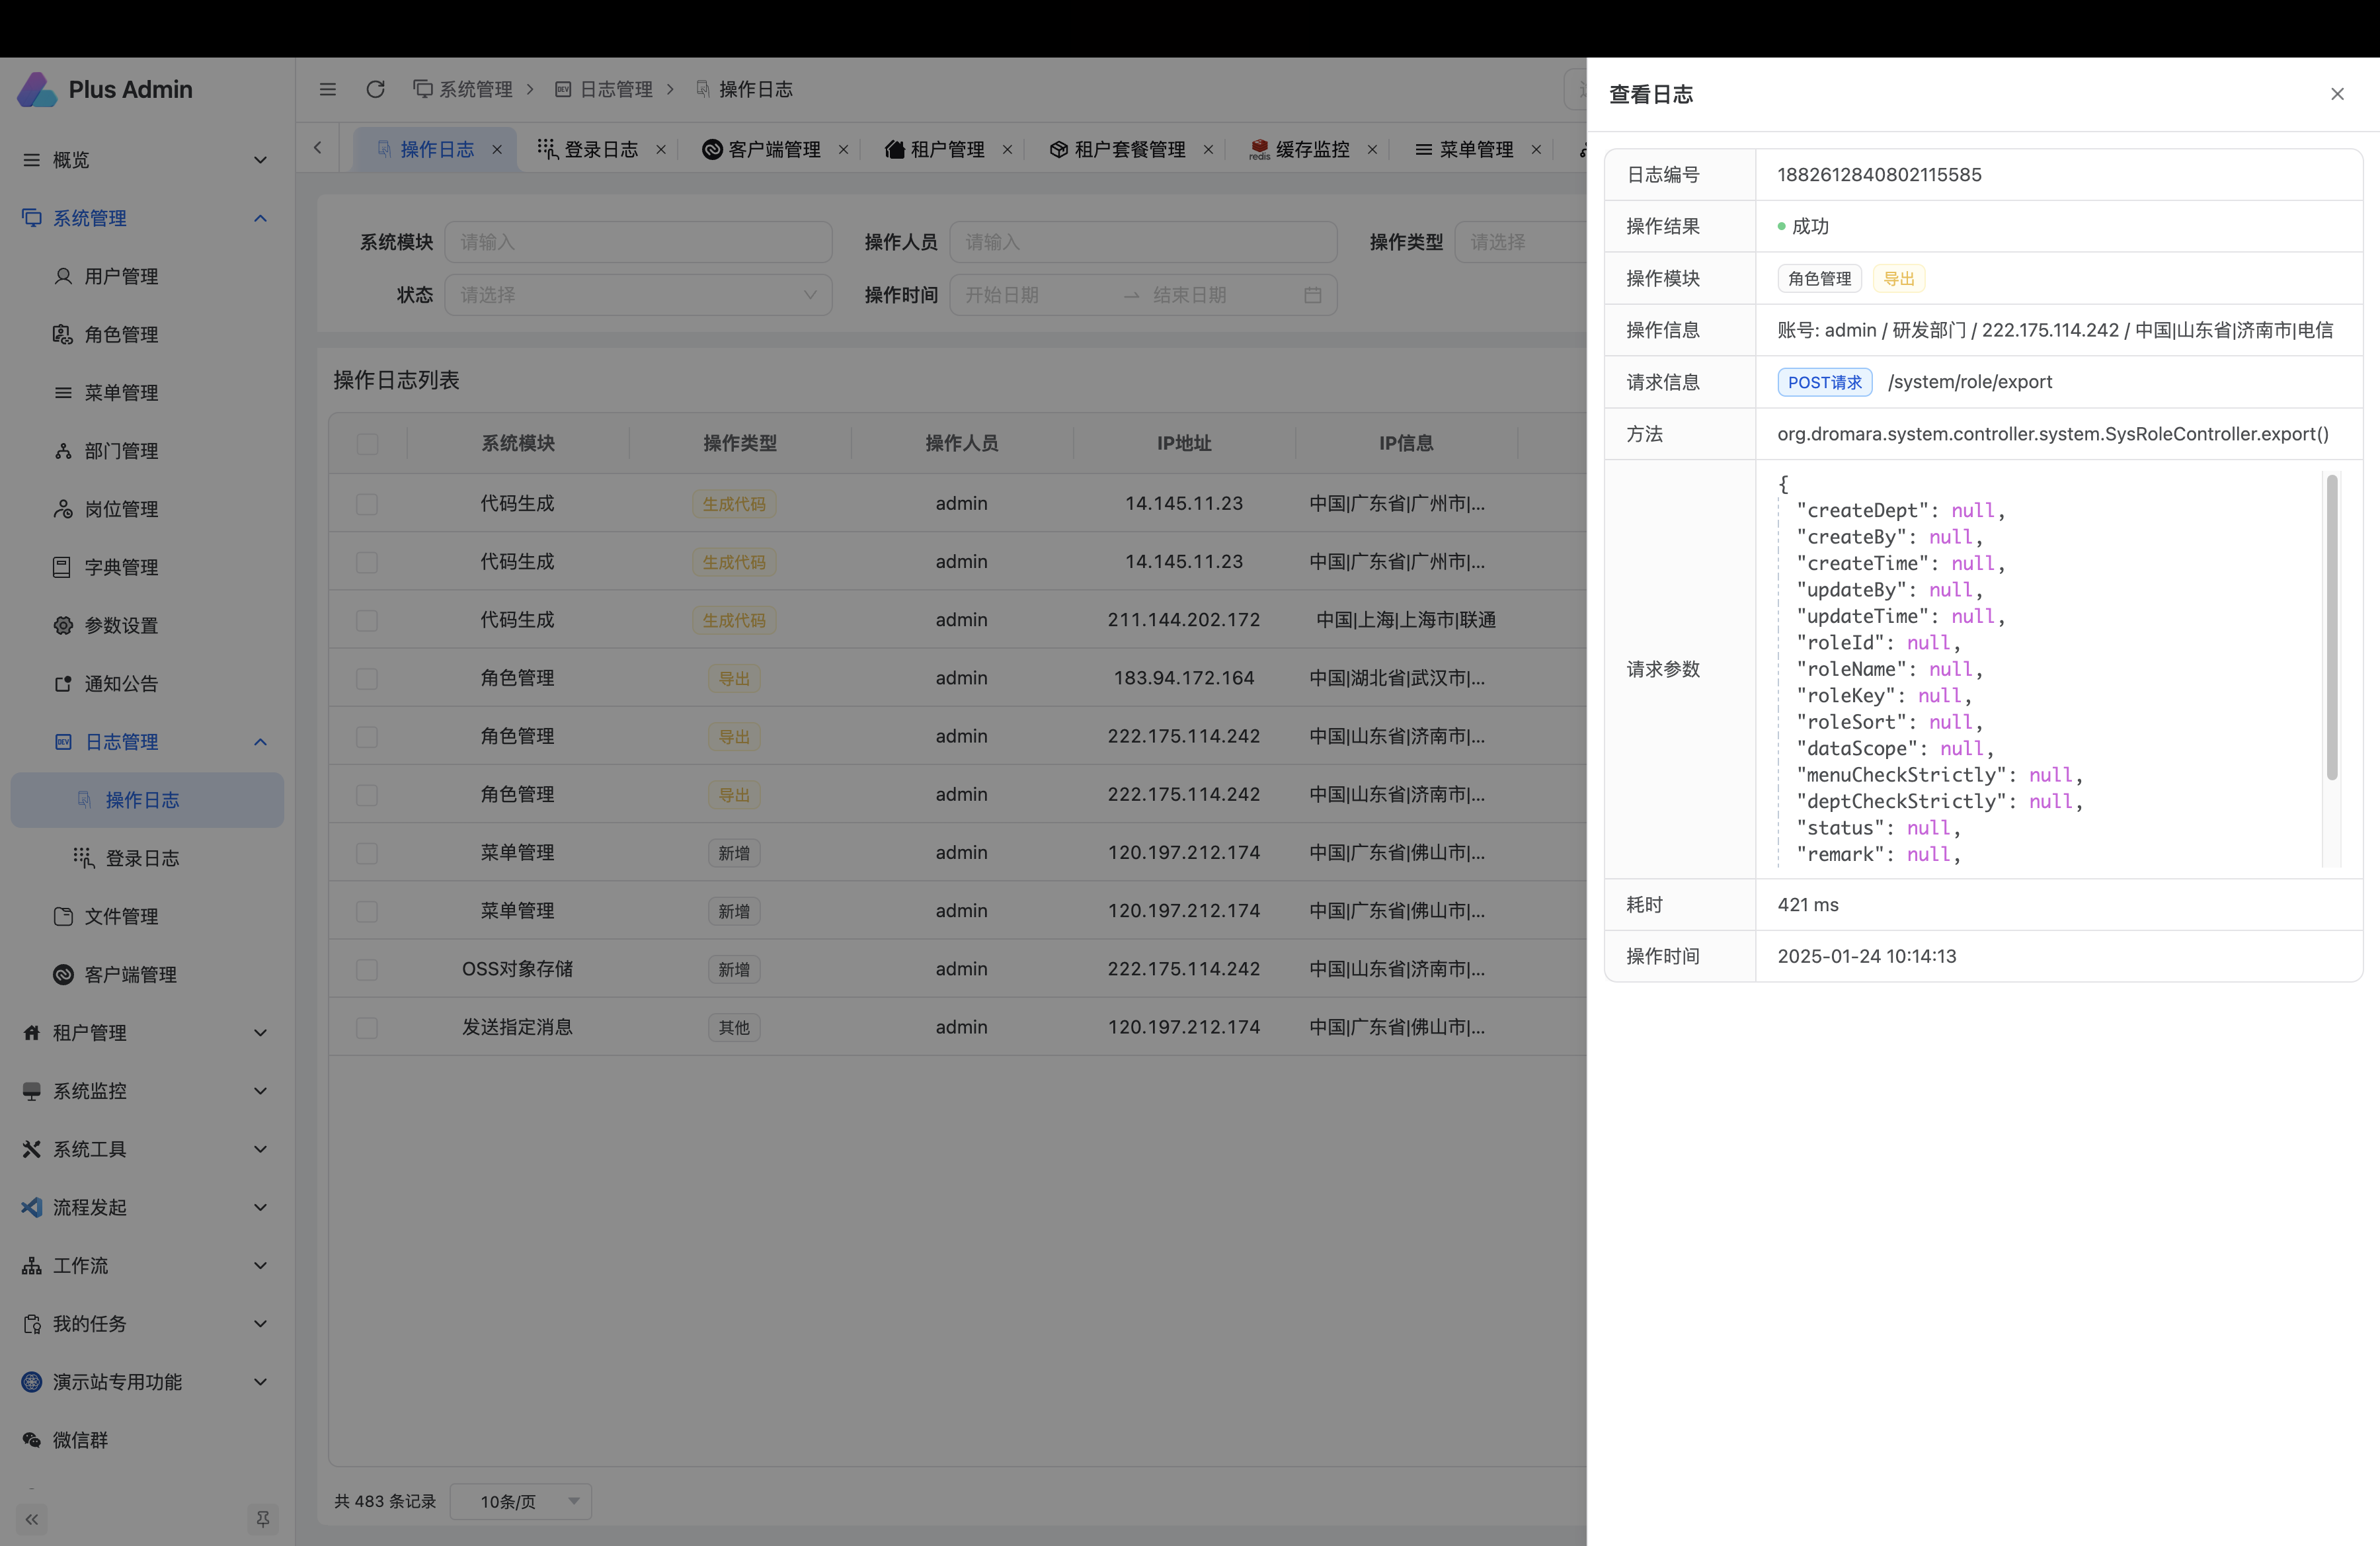 Plus Admin
概览
系统管理
用户管理
角色管理
菜单管理
部门管理
岗位管理
字典管理
参数设置
通知公告
日志管理
操作日志
登录日志
文件管理
客户端管理
租户管理
系统监控
系统工具
流程发起
工作流
我的任务
演示站专用功能
微信群
系统管理 日志管理 操作日志
操作日志 登录日志 客户端管理 租户管理 租户套餐管理 redis 缓存监控 菜单管理
系统模块 请输入 操作人员 请输入 操作类型 请选择
状态 请选择 操作时间 开始日期 结束日期
操作日志列表
系统模块 操作类型 操作人员 IP地址 IP信息
代码生成 生成代码 admin 14.145.11.23 中国|广东省|广州市|...
代码生成 生成代码 admin 14.145.11.23 中国|广东省|广州市|...
代码生成 生成代码 admin 211.144.202.172 中国|上海|上海市|联通
角色管理 导出 admin 183.94.172.164 中国|湖北省|武汉市|...
角色管理 导出 admin 222.175.114.242 中国|山东省|济南市|...
角色管理 导出 admin 222.175.114.242 中国|山东省|济南市|...
菜单管理 新增 admin 120.197.212.174 中国|广东省|佛山市|...
菜单管理 新增 admin 120.197.212.174 中国|广东省|佛山市|...
OSS对象存储 新增 admin 222.175.114.242 中国|山东省|济南市|...
发送指定消息 其他 admin 120.197.212.174 中国|广东省|佛山市|...
共 483 条记录 10条/页
查看日志
日志编号 1882612840802115585
操作结果 成功
操作模块 角色管理 导出
操作信息 账号: admin / 研发部门 / 222.175.114.242 / 中国|山东省|济南市|电信
请求信息 POST请求 /system/role/export
方法 org.dromara.system.controller.system.SysRoleController.export()
请求参数
{
"createDept": null,
"createBy": null,
"createTime": null,
"updateBy": null,
"updateTime": null,
"roleId": null,
"roleName": null,
"roleKey": null,
"roleSort": null,
"dataScope": null,
"menuCheckStrictly": null,
"deptCheckStrictly": null,
"status": null,
"remark": null,
耗时 421 ms
操作时间 2025-01-24 10:14:13